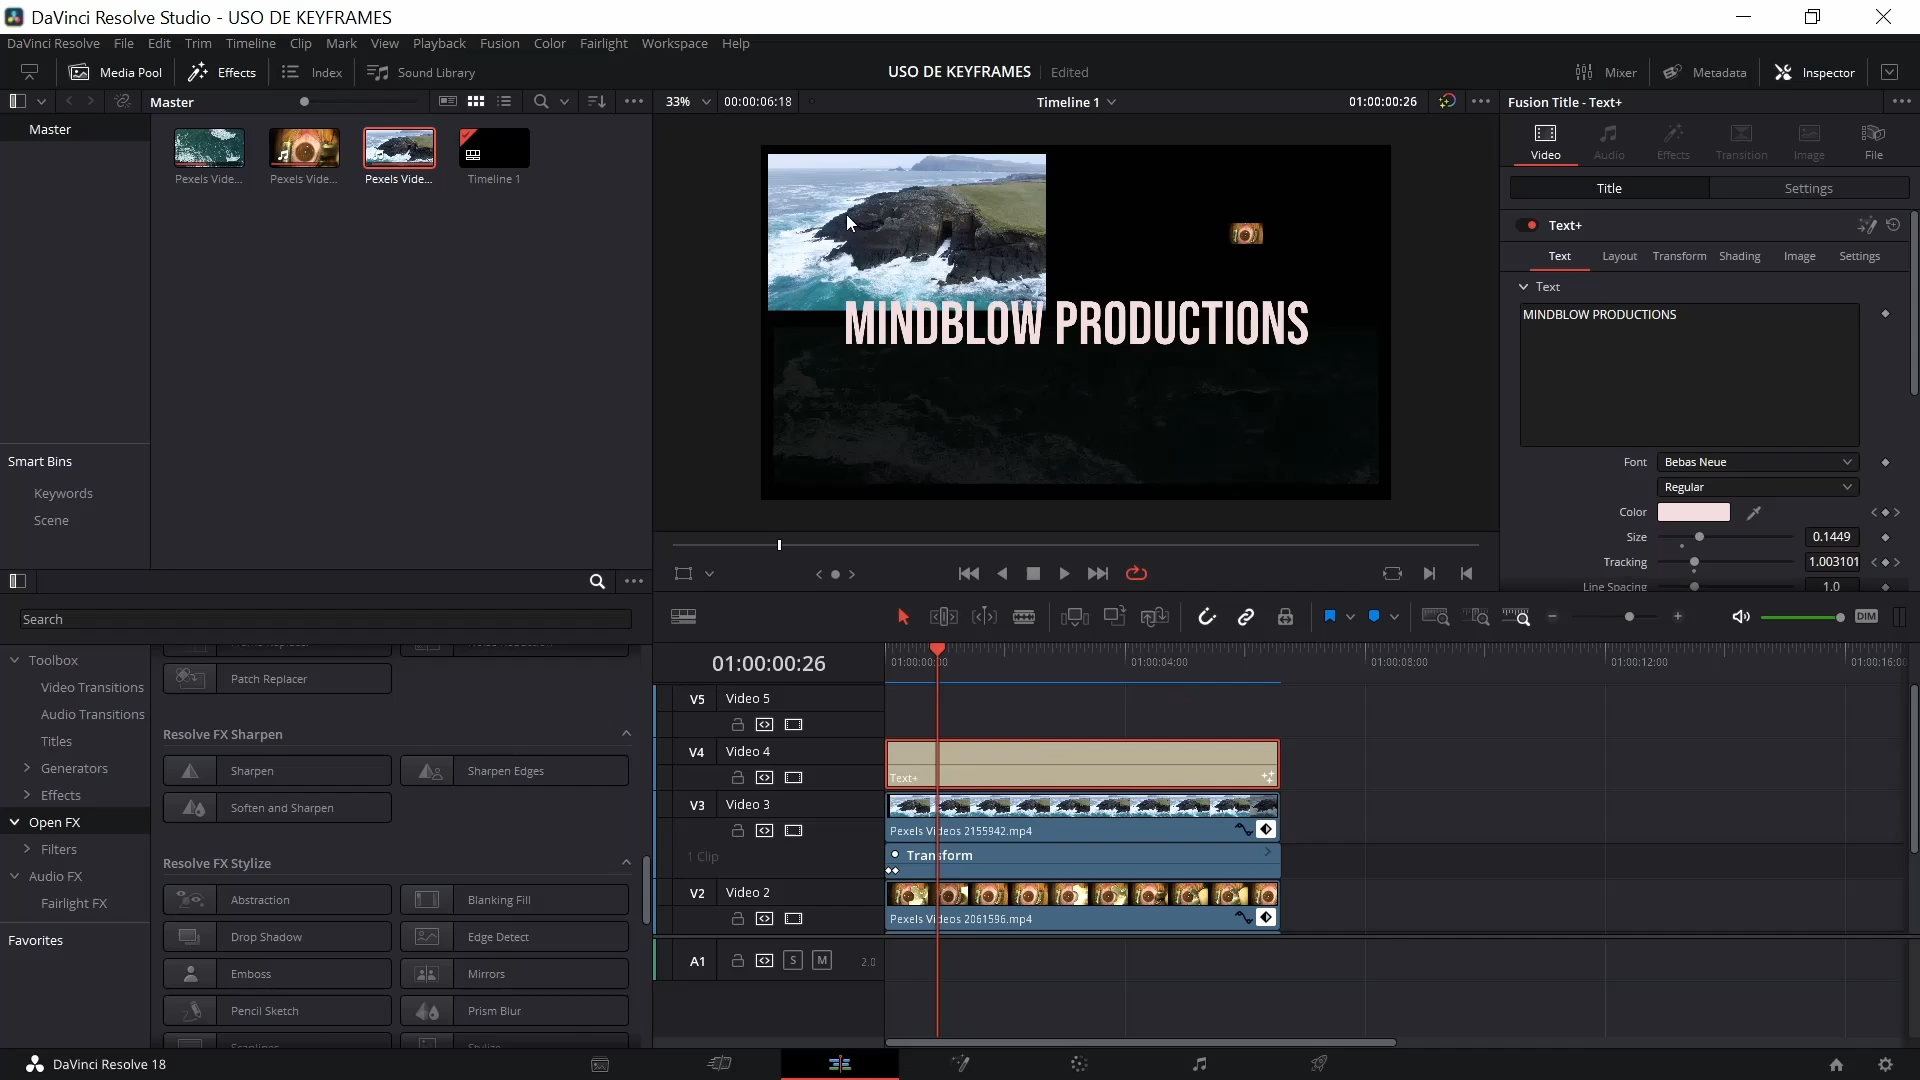 DaVinci Resolve Studio - USO DE KEYFRAMES
DaVinci Resolve File Edit Trim Timeline Clip Mark View Playback Fusion Color Fairlight Workspace Help
Media Pool Effects Index Sound Library USO DE KEYFRAMES Edited Mixer Metadata Inspector
Master 33% 00:00:06:18 Timeline 1 01:00:00:26 Fusion Title - Text+
Master
Video Audio Effects Transition Image File
Pexels Vide... Pexels Vide... Pexels Vide... Timeline 1
Title Settings
Text+
Text Layout Transform Shading Image Settings
Text
MINDBLOW PRODUCTIONS
MINDBLOW PRODUCTIONS
Smart Bins
Keywords
Scene
Font Bebas Neue
Regular
Color
Size 0.1449
Tracking 1.003101
Line Spacing 1.0
Search
DIM
Toolbox
Video Transitions
Audio Transitions
Titles
Generators
Effects
Open FX
Filters
Audio FX
Fairlight FX
Favorites
Patch Replacer
Resolve FX Sharpen
Sharpen Sharpen Edges
Soften and Sharpen
Resolve FX Stylize
Abstraction Blanking Fill
Drop Shadow Edge Detect
Emboss Mirrors
Pencil Sketch Prism Blur
01:00:00:26 01:00:04:00 01:00:08:00 01:00:12:00
V5 Video 5
V4 Video 4
Text+
V3 Video 3
Pexels Videos 2155942.mp4
1 Clip
Transform
V2 Video 2
Pexels Videos 2061596.mp4
A1 S M 2.0
DaVinci Resolve 18